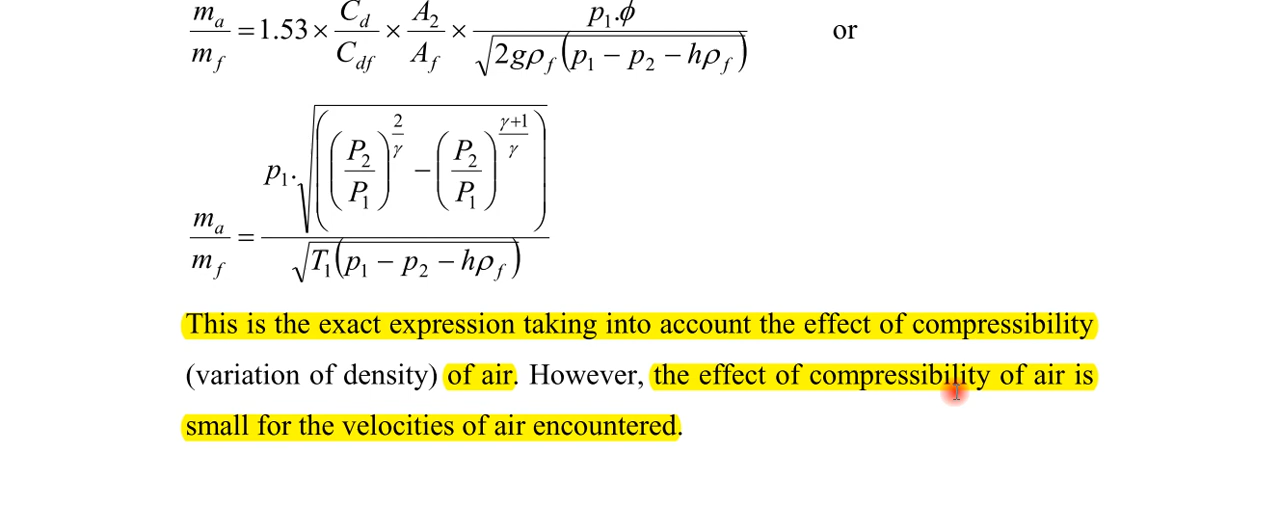 m_a / m_f = 1.53 × C_d / C_df × A_2 / A_f × p_1.ϕ / √(2gρ_f(p_1 − p_2 − hρ_f)) or
m_a / m_f = p_1.√(((P_2 / P_1)^(2/γ) − (P_2 / P_1)^((γ+1)/γ))) / √(T_1(p_1 − p_2 − hρ_f))
This is the exact expression taking into account the effect of compressibility
(variation of density) of air. However, the effect of compressibility of air is
small for the velocities of air encountered.